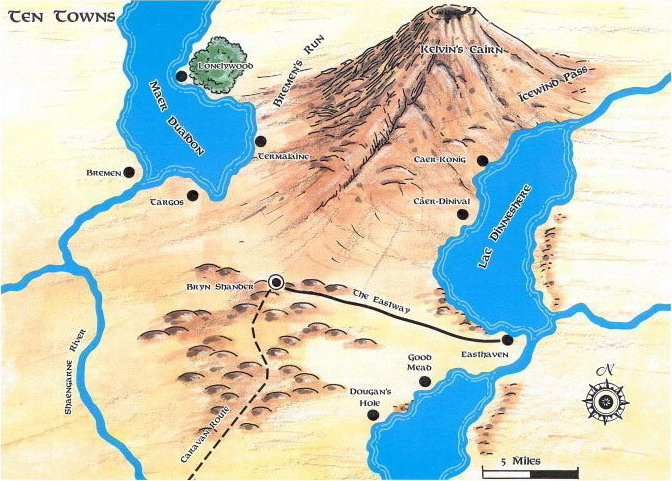 Ten Towns
Lonelywood
Bremen's Run
Kelvin's Cairn
Icewind Pass
Maer Dualdon
Termalaine
Caer-Konig
Bremen
Targos
Câer-Dinival
Lac Dinneshere
Bryn Shander
The Eastway
Shaengarne River
Easthaven
Good
Mead
Dougan's
Hole
N
Caravan Route
5 Miles